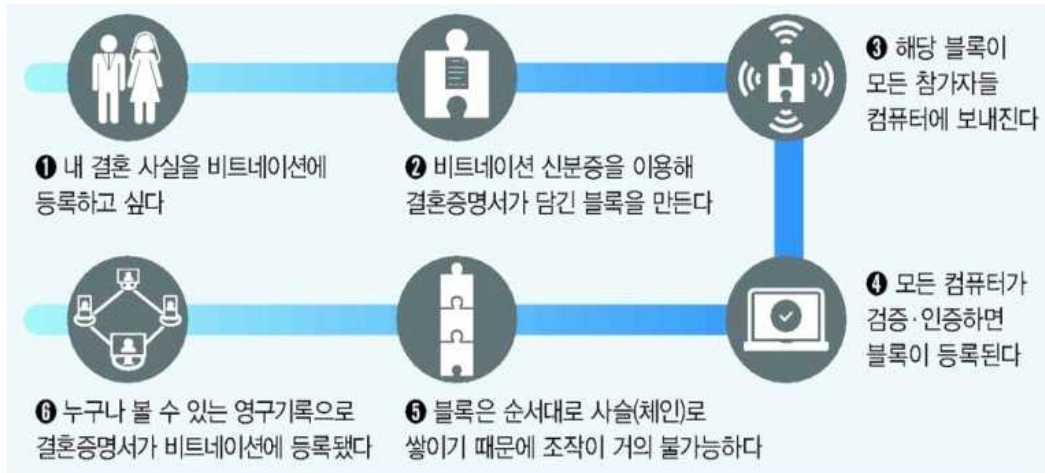 ❶ 내 결혼 사실을 비트네이션에
등록하고 싶다
❷ 비트네이션 신분증을 이용해
결혼증명서가 담긴 블록을 만든다
❸ 해당 블록이
모든 참가자들
컴퓨터에 보내진다
❹ 모든 컴퓨터가
검증·인증하면
블록이 등록된다
❺ 블록은 순서대로 사슬(체인)로
쌓이기 때문에 조작이 거의 불가능하다
❻ 누구나 볼 수 있는 영구기록으로
결혼증명서가 비트네이션에 등록됐다